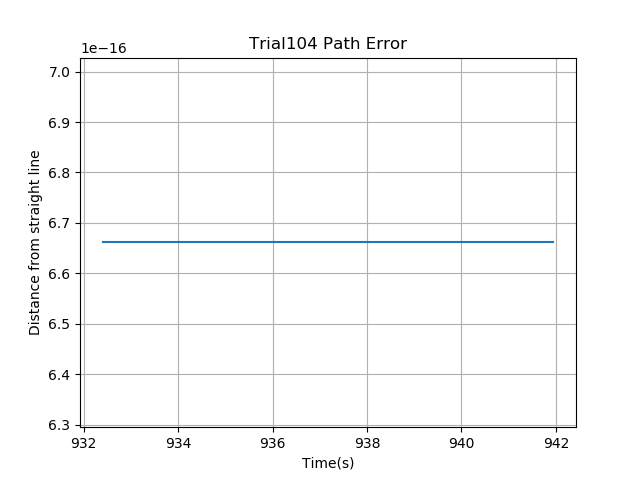 Trial104 Path Error
1e−16
7.0
6.9
6.8
6.7
6.6
6.5
6.4
6.3
Distance from straight line
932 934 936 938 940 942
Time(s)